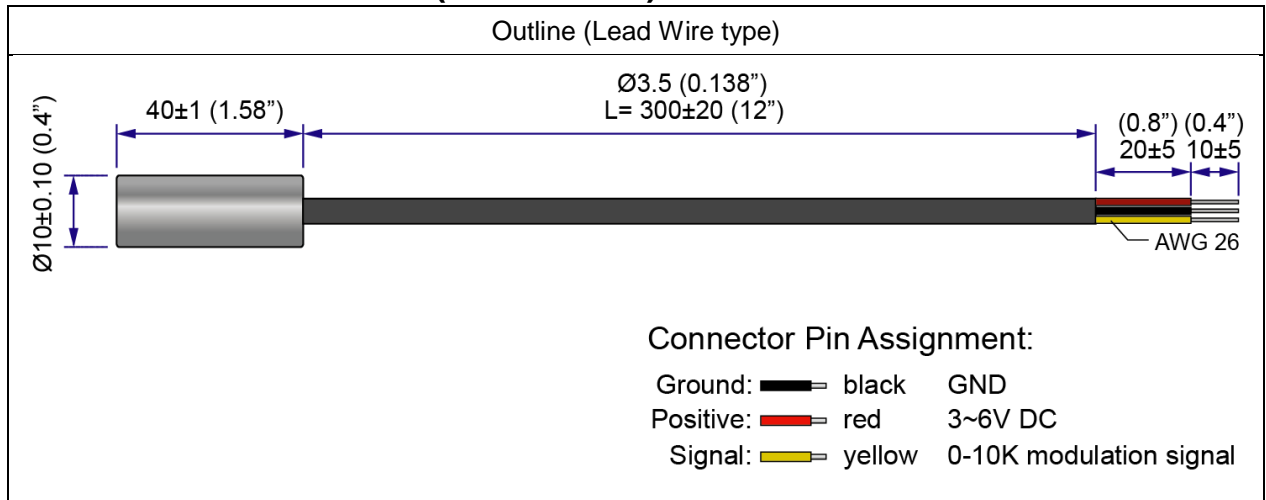 Outline (Lead Wire type)
Ø3.5 (0.138”)
L= 300±20 (12”)
40±1 (1.58”)
(0.8”) (0.4”)
20±5 10±5
Ø10±0.10 (0.4”)
AWG 26
Connector Pin Assignment:
Ground: black GND
Positive: red 3~6V DC
Signal: yellow 0-10K modulation signal